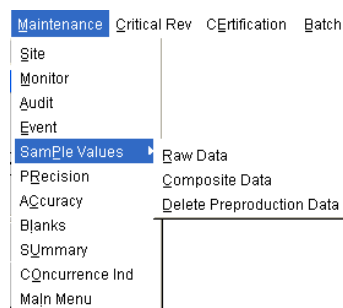 Maintenance Critical Rev CErtification Batch
Site
Monitor
Audit
Event
SamPle Values
Raw Data
PRecision
Composite Data
ACcuracy
Delete Preproduction Data
Blanks
SUmmary
COncurrence Ind
MaIn Menu